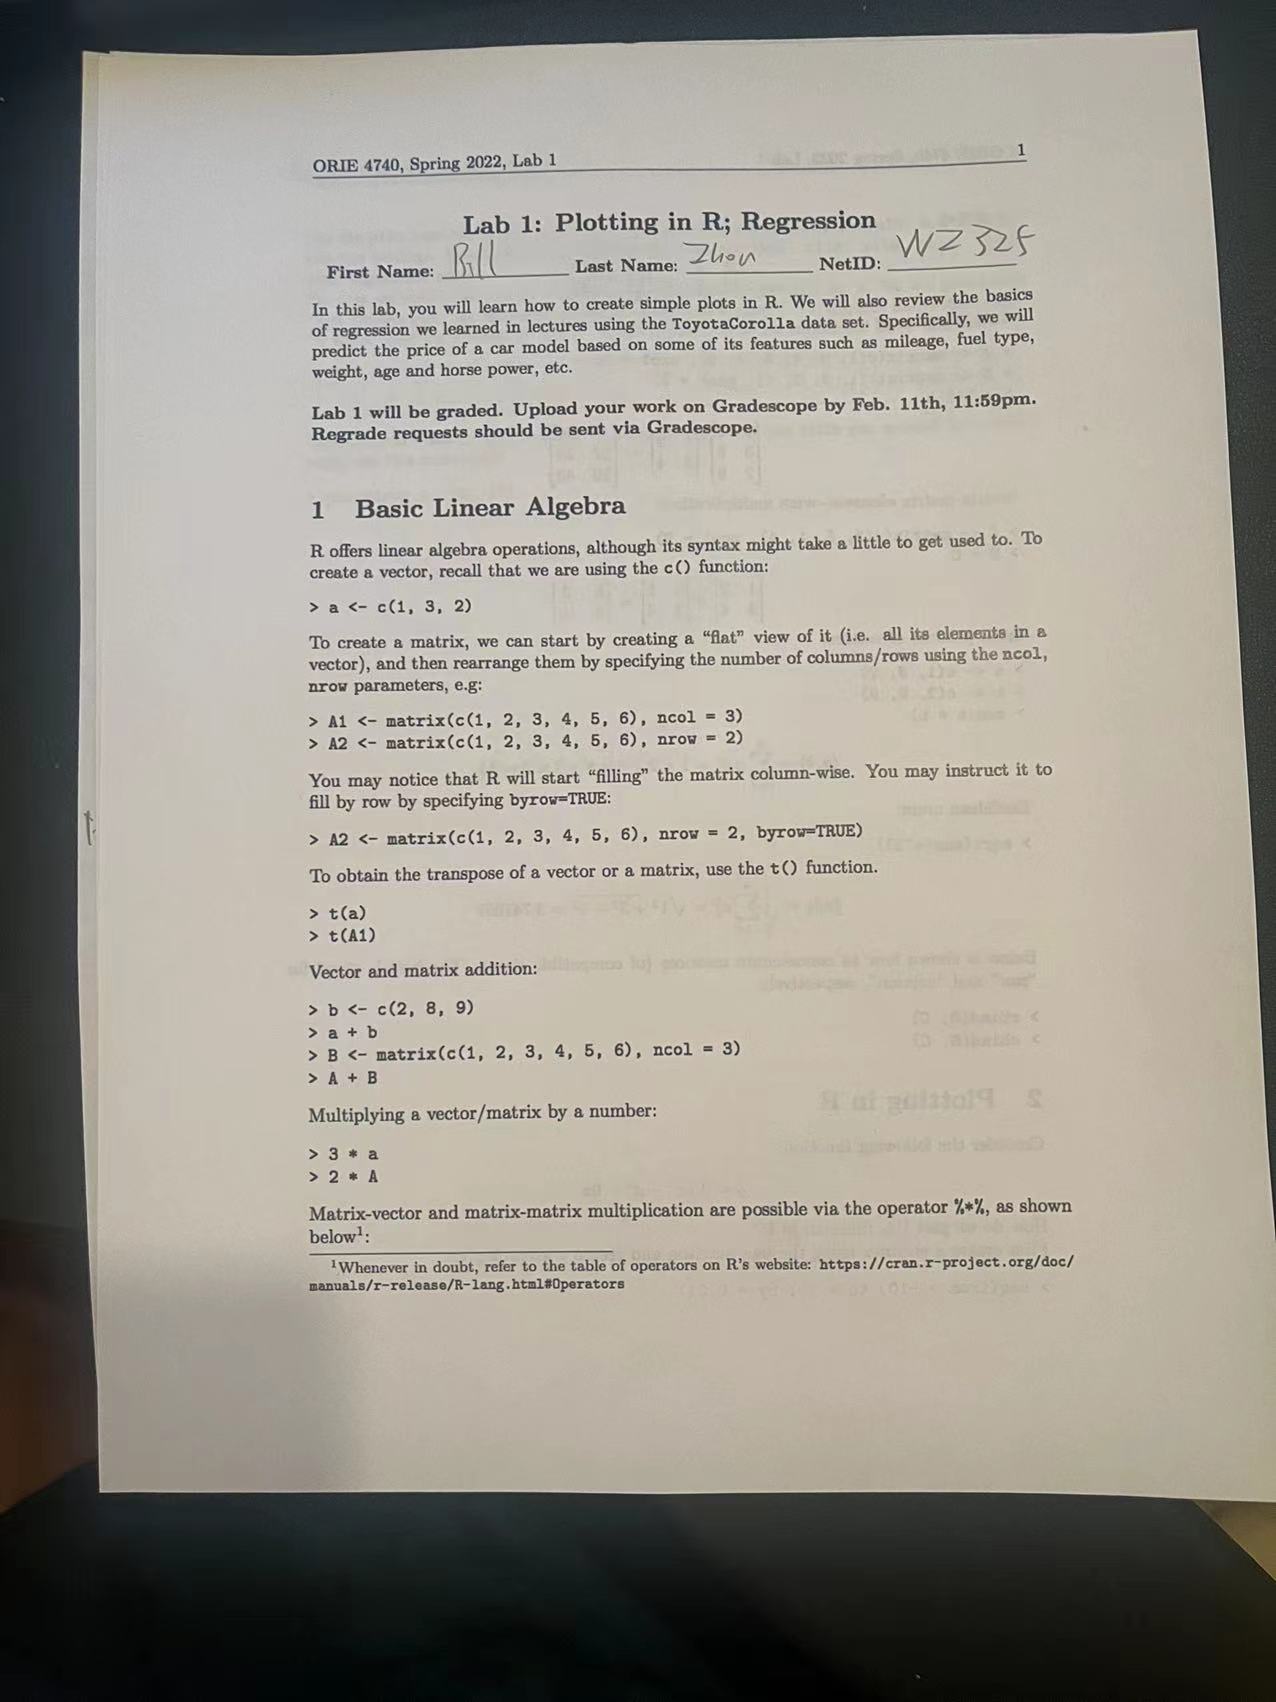 ORIE 4740, Spring 2022, Lab 1 1
Lab 1: Plotting in R; Regression
First Name: Bill Last Name: Zhou NetID: WZ325
In this lab, you will learn how to create simple plots in R. We will also review the basics
of regression we learned in lectures using the ToyotaCorolla data set. Specifically, we will
predict the price of a car model based on some of its features such as mileage, fuel type,
weight, age and horse power, etc.
Lab 1 will be graded. Upload your work on Gradescope by Feb. 11th, 11:59pm.
Regrade requests should be sent via Gradescope.
1 Basic Linear Algebra
R offers linear algebra operations, although its syntax might take a little to get used to. To
create a vector, recall that we are using the c() function:
> a <- c(1, 3, 2)
To create a matrix, we can start by creating a “flat” view of it (i.e. all its elements in a
vector), and then rearrange them by specifying the number of columns/rows using the ncol,
nrow parameters, e.g:
> A1 <- matrix(c(1, 2, 3, 4, 5, 6), ncol = 3)
> A2 <- matrix(c(1, 2, 3, 4, 5, 6), nrow = 2)
You may notice that R will start “filling” the matrix column-wise. You may instruct it to
fill by row by specifying byrow=TRUE:
> A2 <- matrix(c(1, 2, 3, 4, 5, 6), nrow = 2, byrow=TRUE)
To obtain the transpose of a vector or a matrix, use the t() function.
> t(a)
> t(A1)
Vector and matrix addition:
> b <- c(2, 8, 9)
> a + b
> B <- matrix(c(1, 2, 3, 4, 5, 6), ncol = 3)
> A + B
Multiplying a vector/matrix by a number:
> 3 * a
> 2 * A
Matrix-vector and matrix-matrix multiplication are possible via the operator %*%, as shown
below¹:
¹Whenever in doubt, refer to the table of operators on R's website: https://cran.r-project.org/doc/
manuals/r-release/R-lang.html#Operators